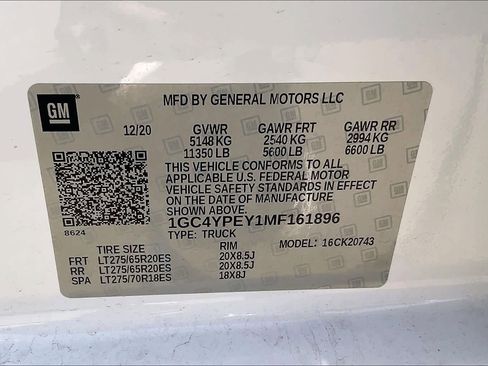 GM
MFD BY GENERAL MOTORS LLC
12/20 GVWR GAWR FRT GAWR RR
5148 KG 2540 KG 2994 KG
11350 LB 5600 LB 6600 LB
THIS VEHICLE CONFORMS TO ALL
APPLICABLE U.S. FEDERAL MOTOR
VEHICLE SAFETY STANDARDS IN EFFECT
ON THE DATE OF MANUFACTURE
SHOWN ABOVE.
1GC4YPEY1MF161896
8624 TYPE: TRUCK
TIRE SIZE RIM MODEL: 16CK20743
FRT LT275/65R20ES 20X8.5J
RR LT275/65R20ES 20X8.5J
SPA LT275/70R18ES 18X8J